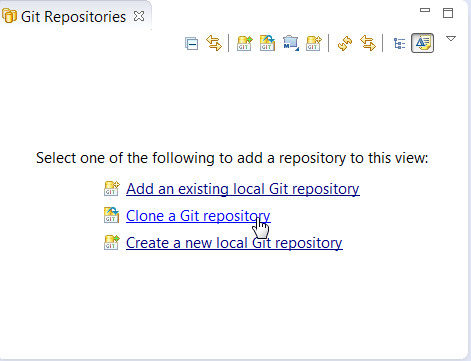 Git Repositories
Select one of the following to add a repository to this view:
Add an existing local Git repository
Clone a Git repository
Create a new local Git repository